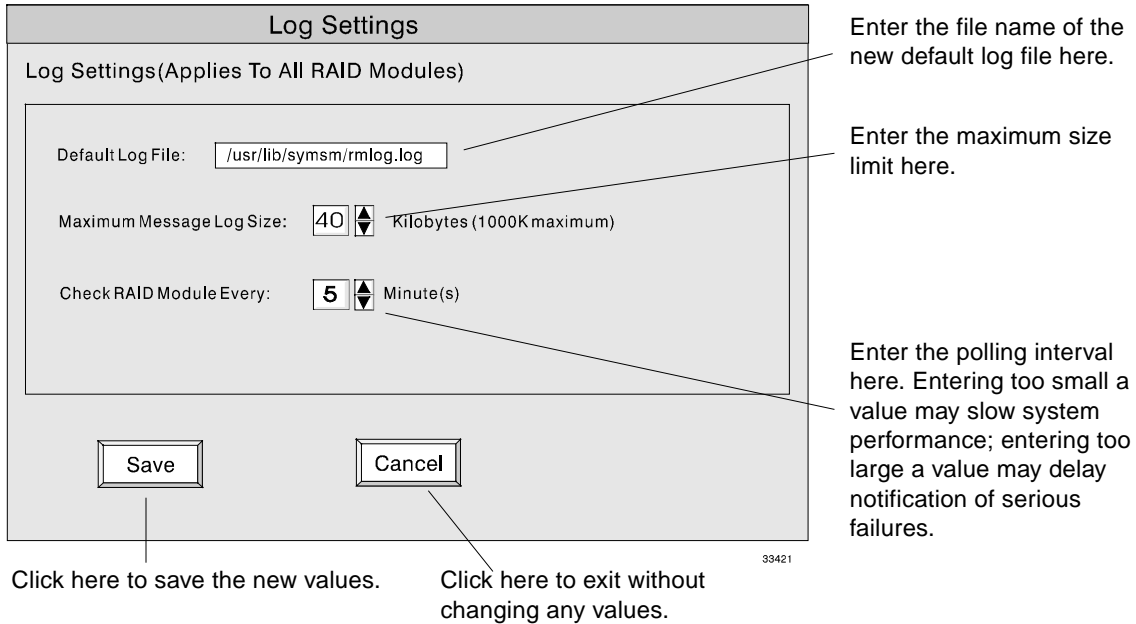 Log Settings
Log Settings(Applies To All RAID Modules)
Default Log File: /usr/lib/symsm/rmlog.log
Maximum Message Log Size: 40 Kilobytes (1000K maximum)
Check RAID Module Every: 5 Minute(s)
Save
Cancel
Enter the file name of the
new default log file here.
Enter the maximum size
limit here.
Enter the polling interval
here. Entering too small a
value may slow system
performance; entering too
large a value may delay
notification of serious
failures.
33421
Click here to save the new values.
Click here to exit without
changing any values.